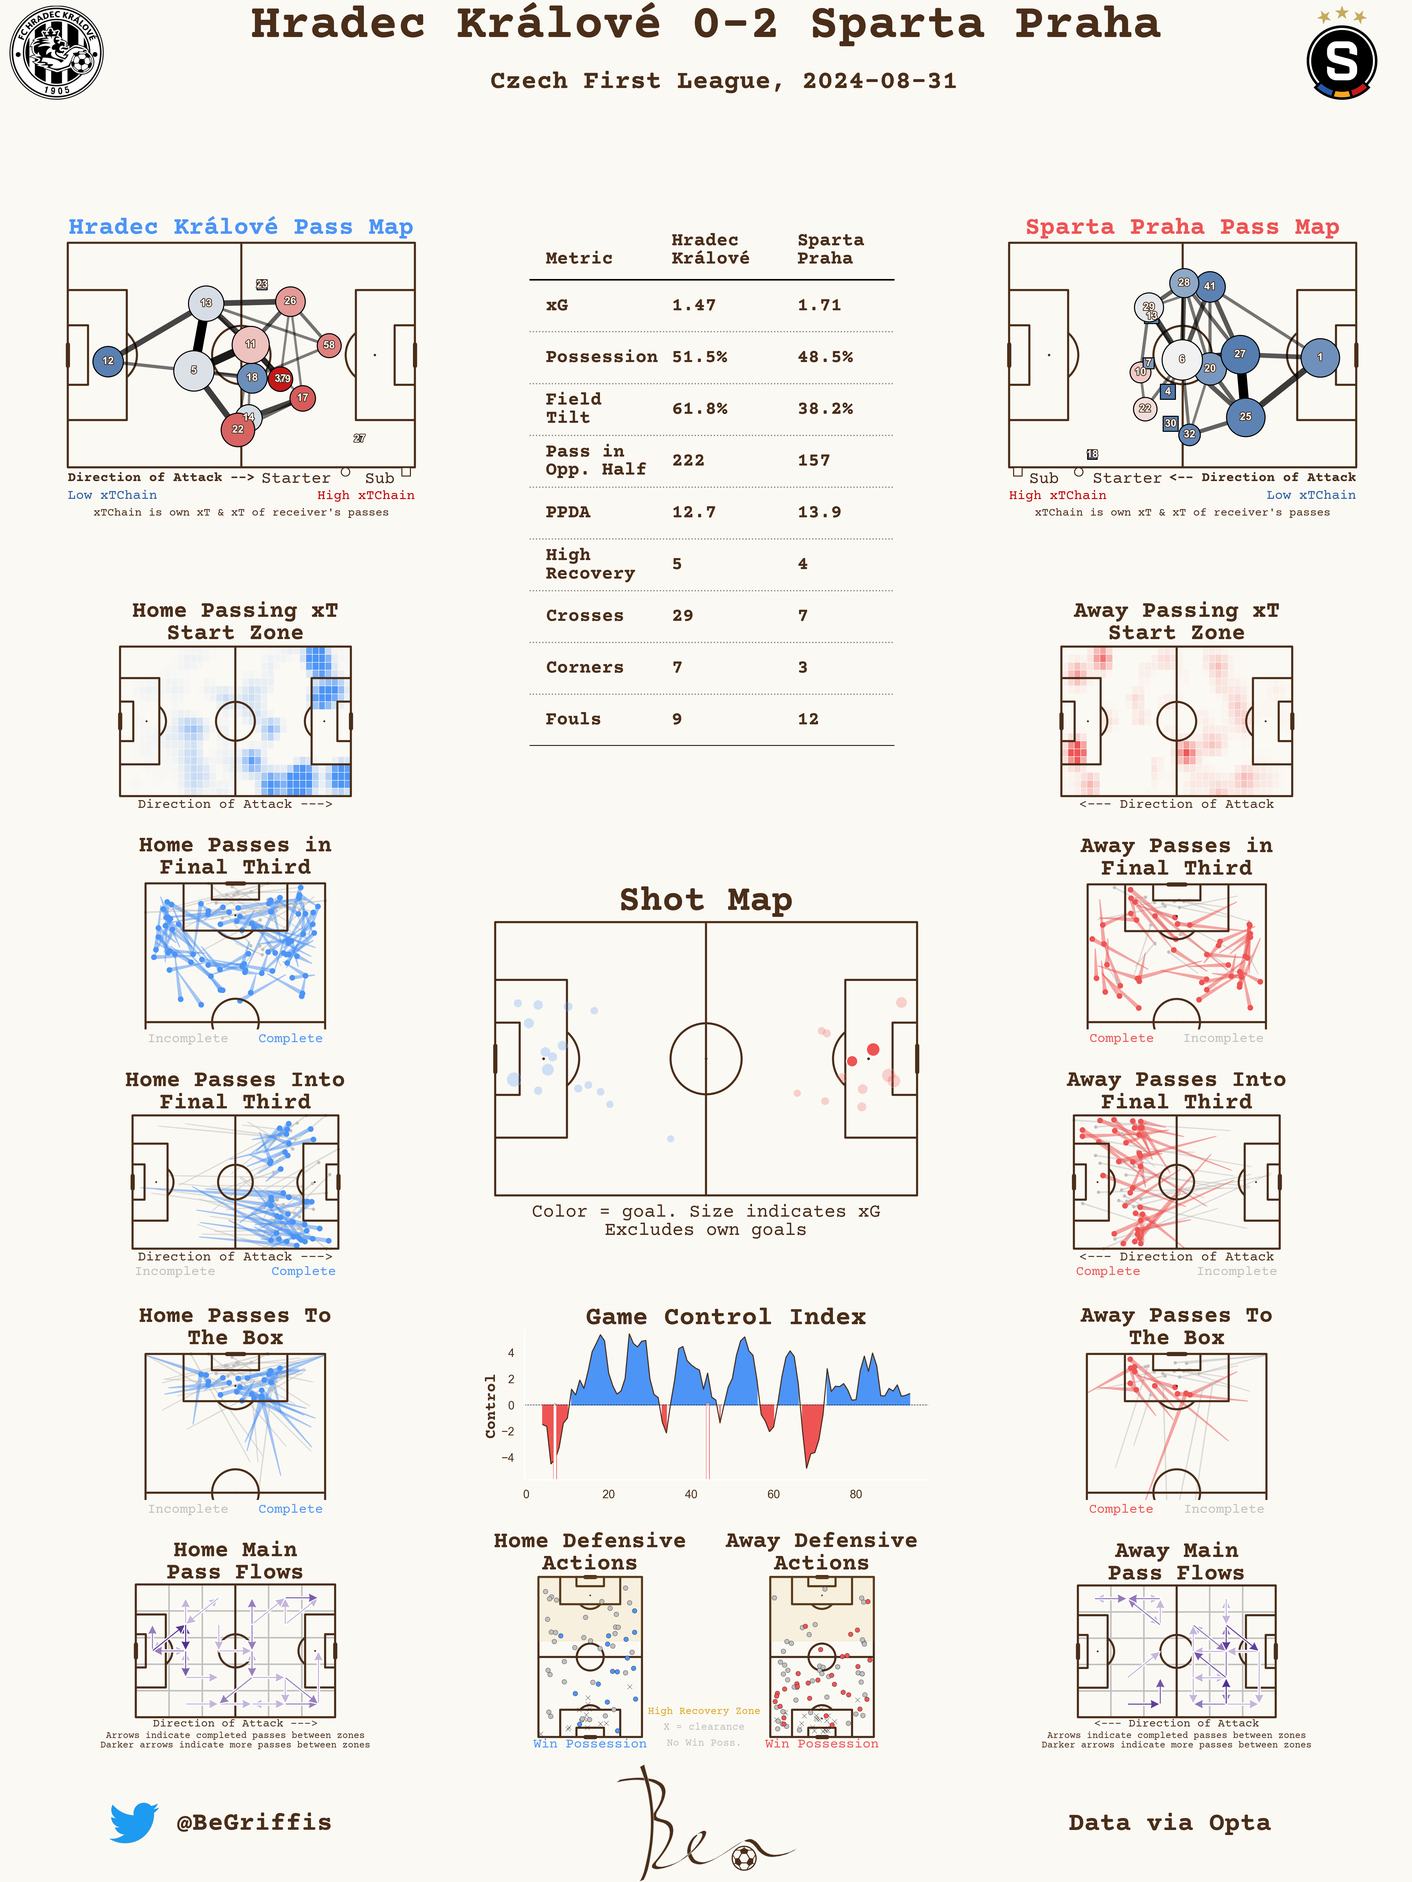 Hradec Králové 0-2 Sparta Praha
Czech First League, 2024-08-31
FC HRADEC KRÁLOVÉ
1905
S
Hradec Králové Pass Map
23
13
26
11
58
12
5
18
379
17
14
22
27
Direction of Attack --> Starter Sub
Low xTChain High xTChain
xTChain is own xT & xT of receiver's passes
Metric Hradec Králové Sparta Praha
xG 1.47 1.71
Possession 51.5% 48.5%
Field Tilt 61.8% 38.2%
Pass in Opp. Half 222 157
PPDA 12.7 13.9
High Recovery 5 4
Crosses 29 7
Corners 7 3
Fouls 9 12
Sparta Praha Pass Map
28
41
29
13
6
27
1
7
10
20
4
22
25
30
32
18
Sub Starter <-- Direction of Attack
High xTChain Low xTChain
xTChain is own xT & xT of receiver's passes
Home Passing xT
Start Zone
Direction of Attack --->
Away Passing xT
Start Zone
<--- Direction of Attack
Home Passes in
Final Third
Incomplete Complete
Away Passes in
Final Third
Complete Incomplete
Shot Map
Color = goal. Size indicates xG
Excludes own goals
Home Passes Into
Final Third
Direction of Attack --->
Incomplete Complete
Away Passes Into
Final Third
<--- Direction of Attack
Complete Incomplete
Home Passes To
The Box
Incomplete Complete
Game Control Index
Control
4
2
0
−2
−4
0 20 40 60 80
Away Passes To
The Box
Complete Incomplete
Home Main
Pass Flows
Direction of Attack --->
Arrows indicate completed passes between zones
Darker arrows indicate more passes between zones
Home Defensive
Actions
Win Possession
High Recovery Zone
X = clearance
No Win Poss.
Away Defensive
Actions
Win Possession
Away Main
Pass Flows
<--- Direction of Attack
Arrows indicate completed passes between zones
Darker arrows indicate more passes between zones
@BeGriffis
Ben
Data via Opta